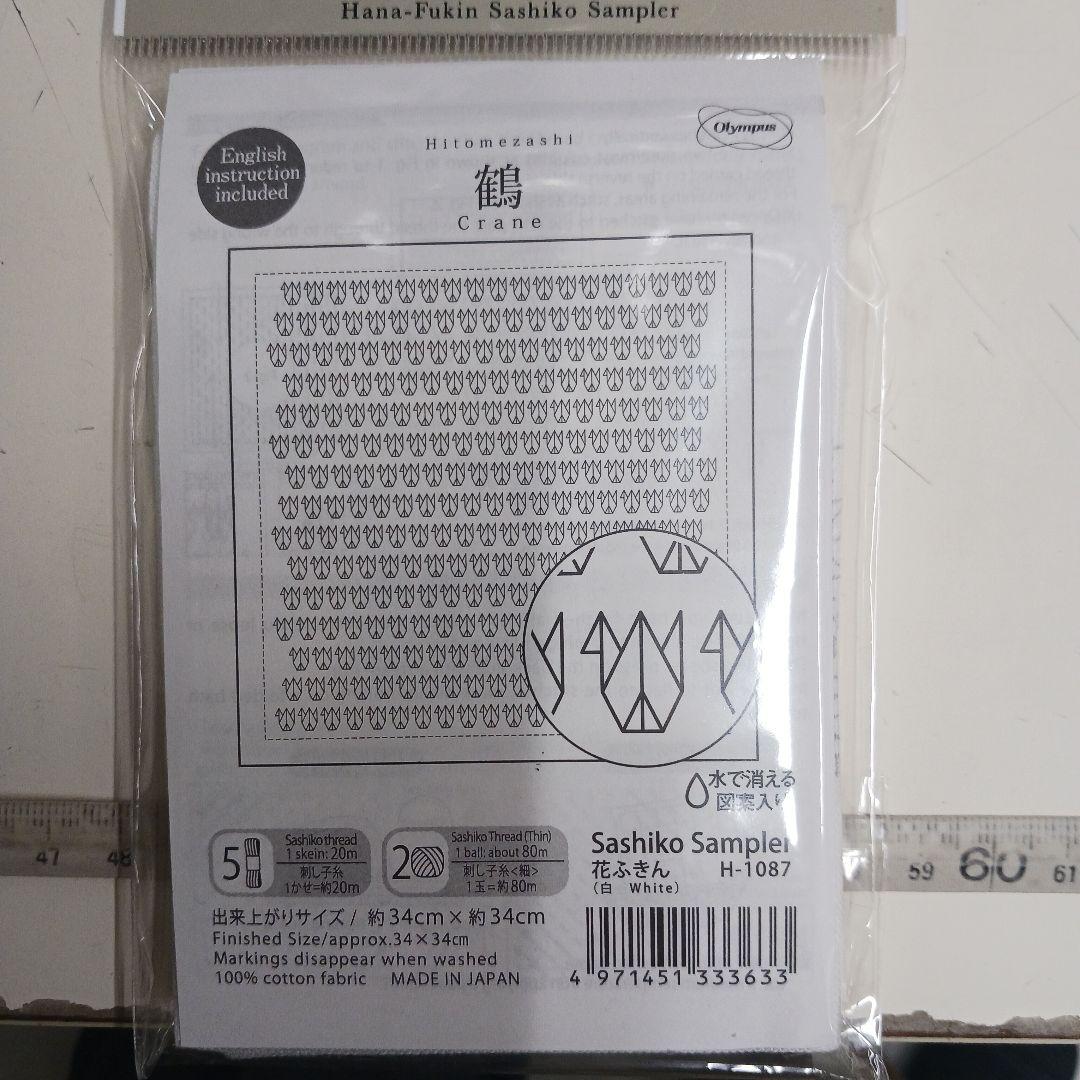 Hana-Fukin Sashiko Sampler
English
instruction
included
Hitomezashi
鶴
Crane
Olympus
水で消える
図案入り
5
Sashiko thread
1 skein: 20m
刺し子糸
1かせ=約20m
2
Sashiko Thread (Thin)
1 ball: about 80m
刺し子糸<細>
1玉=約80m
Sashiko Sampler
花ふきん H-1087
(白 White)
出来上がりサイズ / 約34cm×約34cm
Finished Size/approx.34×34cm
Markings disappear when washed
100% cotton fabric MADE IN JAPAN
4 971451 333633
47 48 59 60 61